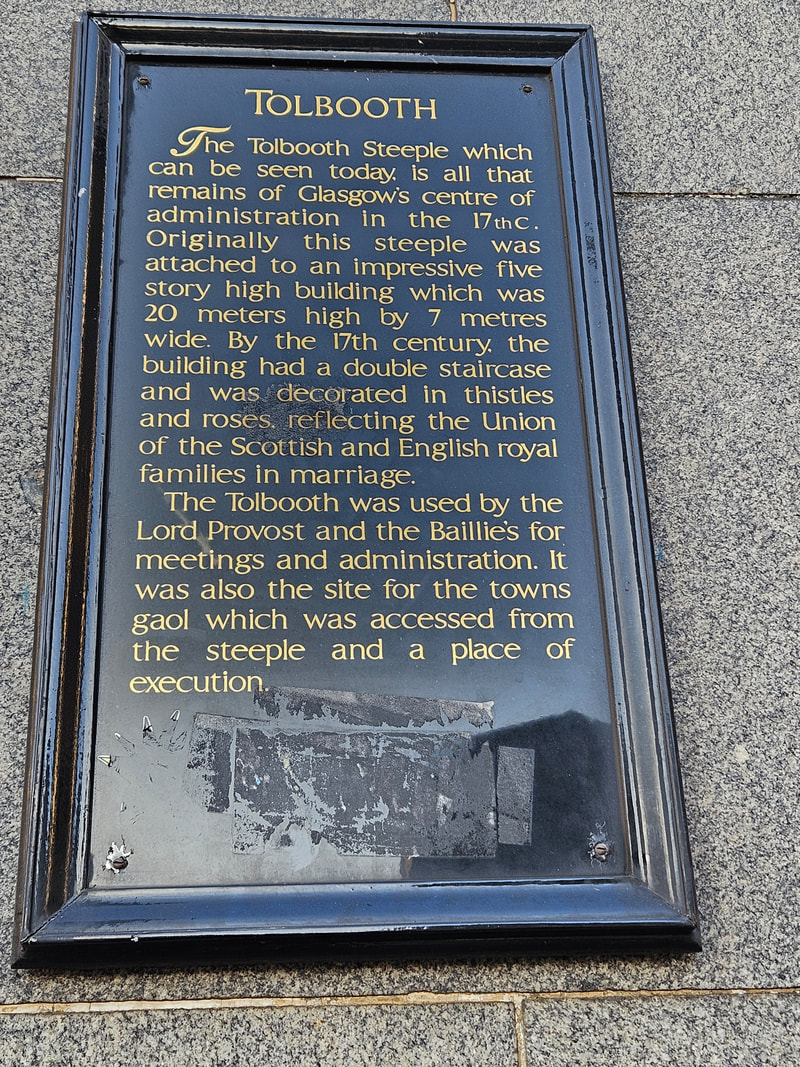 TOLBOOTH
The Tolbooth Steeple which
can be seen today, is all that
remains of Glasgow's centre of
administration in the 17thC.
Originally this steeple was
attached to an impressive five
story high building which was
20 meters high by 7 metres
wide. By the 17th century, the
building had a double staircase
and was decorated in thistles
and roses, reflecting the Union
of the Scottish and English royal
families in marriage.
The Tolbooth was used by the
Lord Provost and the Baillie's for
meetings and administration. It
was also the site for the towns
gaol which was accessed from
the steeple and a place of
execution.